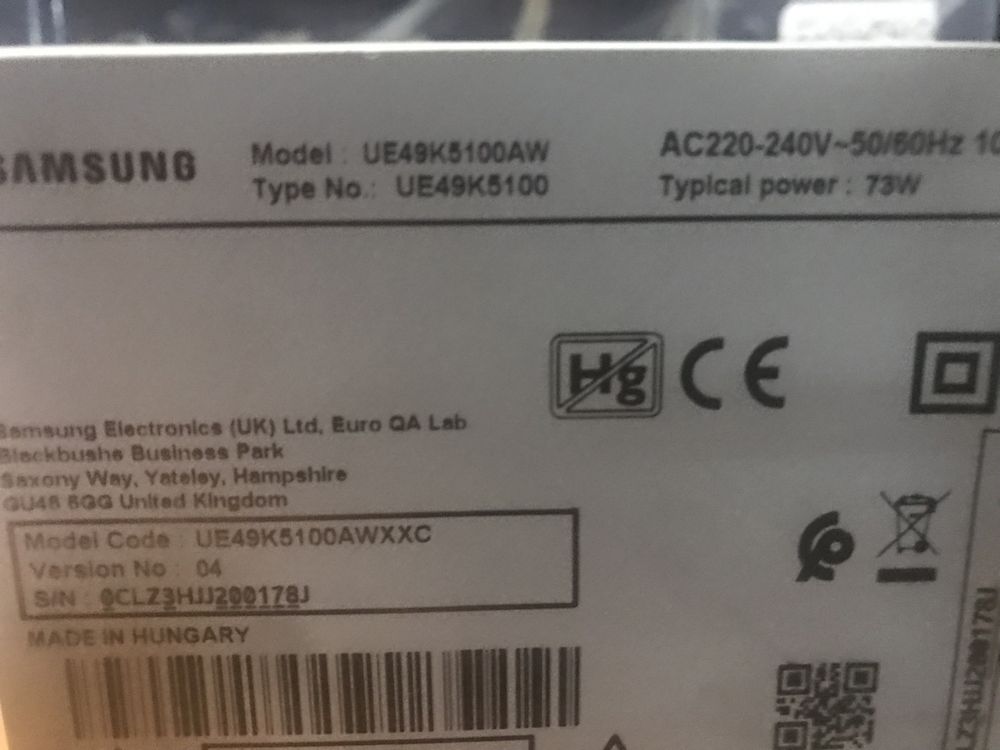 SAMSUNG
Model : UE49K5100AW
Type No.: UE49K5100
AC220-240V~50/60Hz 10
Typical power : 73W
Hg
CE
Samsung Electronics (UK) Ltd, Euro QA Lab
Blackbushe Business Park
Saxony Way, Yateley, Hampshire
GU46 6GG United Kingdom
Model Code : UE49K5100AWXXC
Version No : 04
S/N : 0CLZ3HJJ200178J
MADE IN HUNGARY
LZ3HJJ200178J